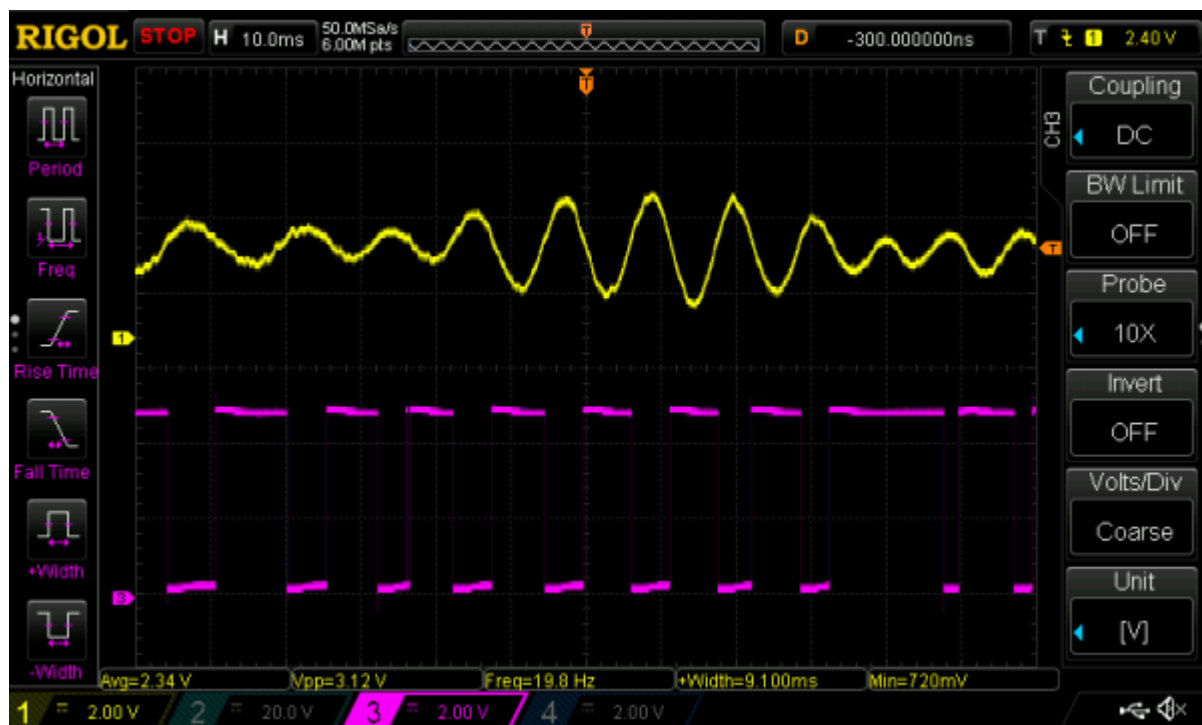 RIGOL STOP H 10.0ms 50.0MSa/s 6.00M pts T D -300.000000ns T 1 2.40 V
Horizontal
Period
Freq
Rise Time
Fall Time
+Width
-Width
T
T
1
3
CH3
Coupling
DC
BW Limit
OFF
Probe
10X
Invert
OFF
Volts/Div
Coarse
Unit
[V]
Avg=2.34 V Vpp=3.12 V Freq=19.8 Hz +Width=9.100ms Min=720mV
1 = 2.00 V 2 = 20.0 V 3 = 2.00 V 4 = 2.00 V